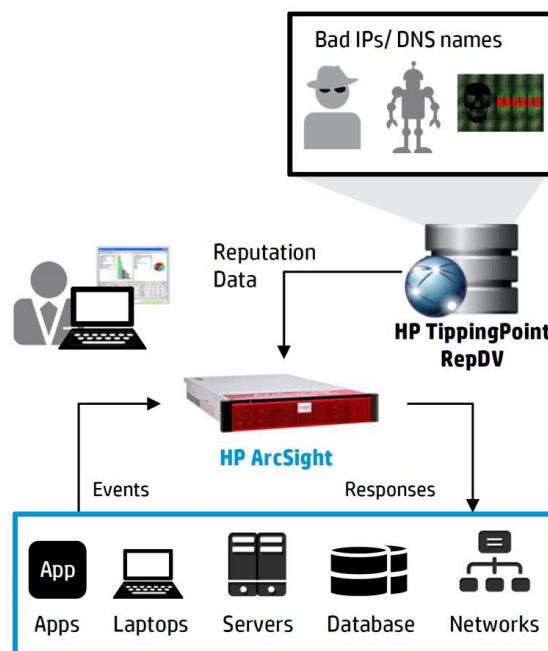 Bad IPs/ DNS names
HACKED
Reputation
Data
HP TippingPoint
RepDV
HP ArcSight
Events
Responses
App
Apps
Laptops
Servers
Database
Networks